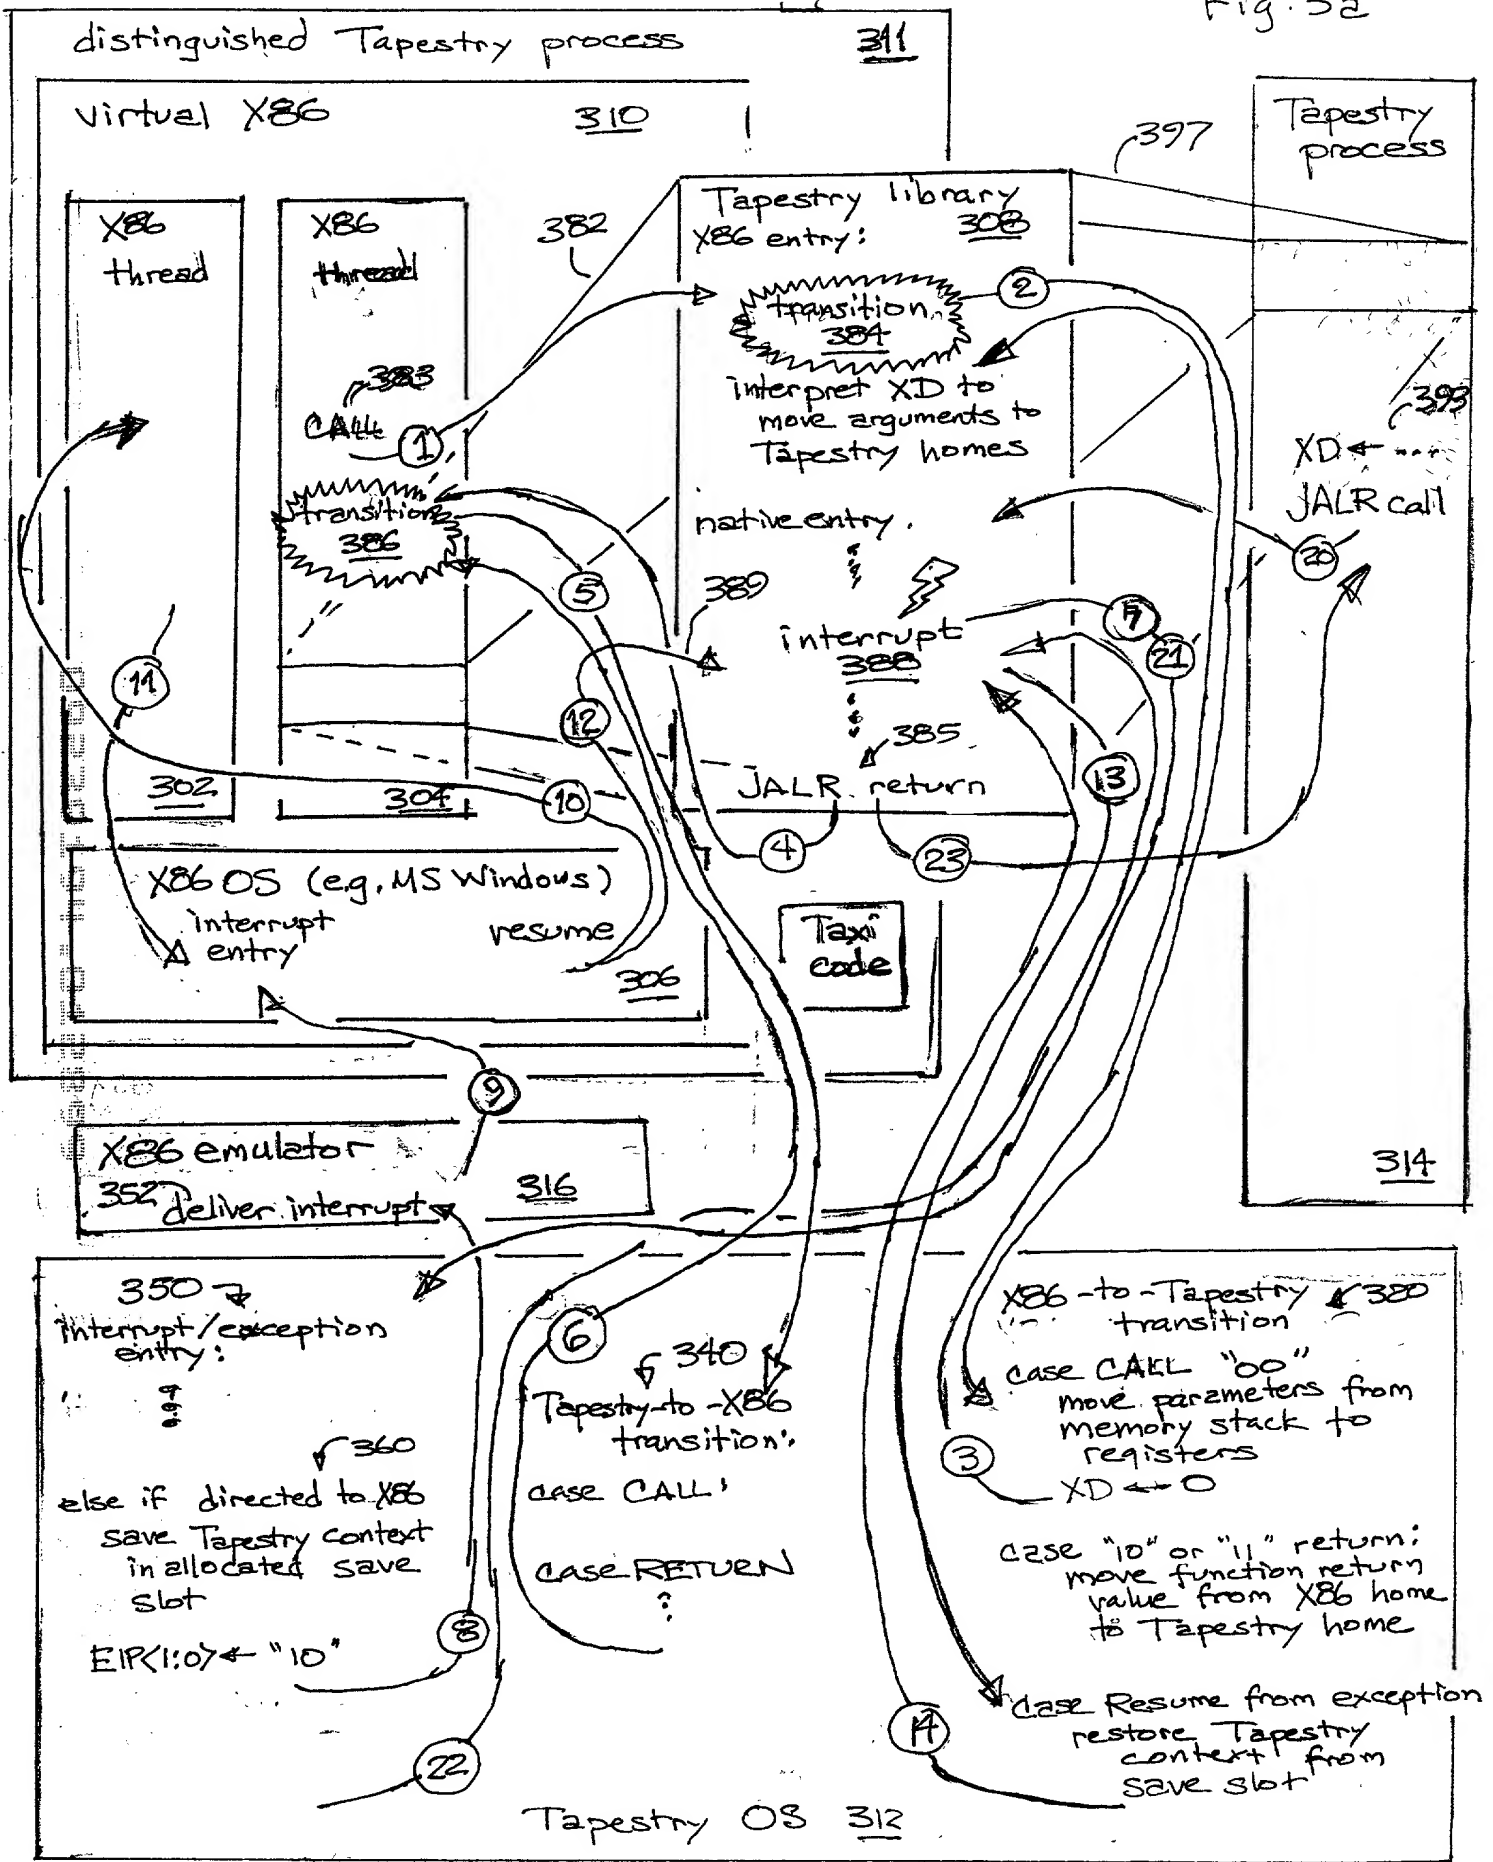 Fig. 3a
distinguished Tapestry process 311
virtual X86 310
397
Tapestry
process
X86
thread
X86
thread
382
Tapestry library
X86 entry: 308
2
transition
384
interpret XD to
move arguments to
Tapestry homes
383
CALL
1
393
XD ← ...
JALR call
20
transition
386
native entry.
5
389
interrupt
388
7
21
11
12
385
13
302
304
10
JALR return
4
23
X86 OS (e.g. MS Windows)
interrupt
entry
resume
306
Taxi
code
9
X86 emulator
352 deliver interrupt
316
314
350
interrupt/exception
entry:
360
else if directed to X86
save Tapestry context
in allocated save
slot
EIP<1:0> ← "10"
8
22
6
340
Tapestry-to-X86
transition:
case CALL:
case RETURN
X86-to-Tapestry 380
transition
case CALL "00"
move parameters from
memory stack to
registers
3
XD ← 0
case "10" or "11" return:
move function return
value from X86 home
to Tapestry home
case Resume from exception
restore Tapestry
context from
save slot
14
Tapestry OS 312